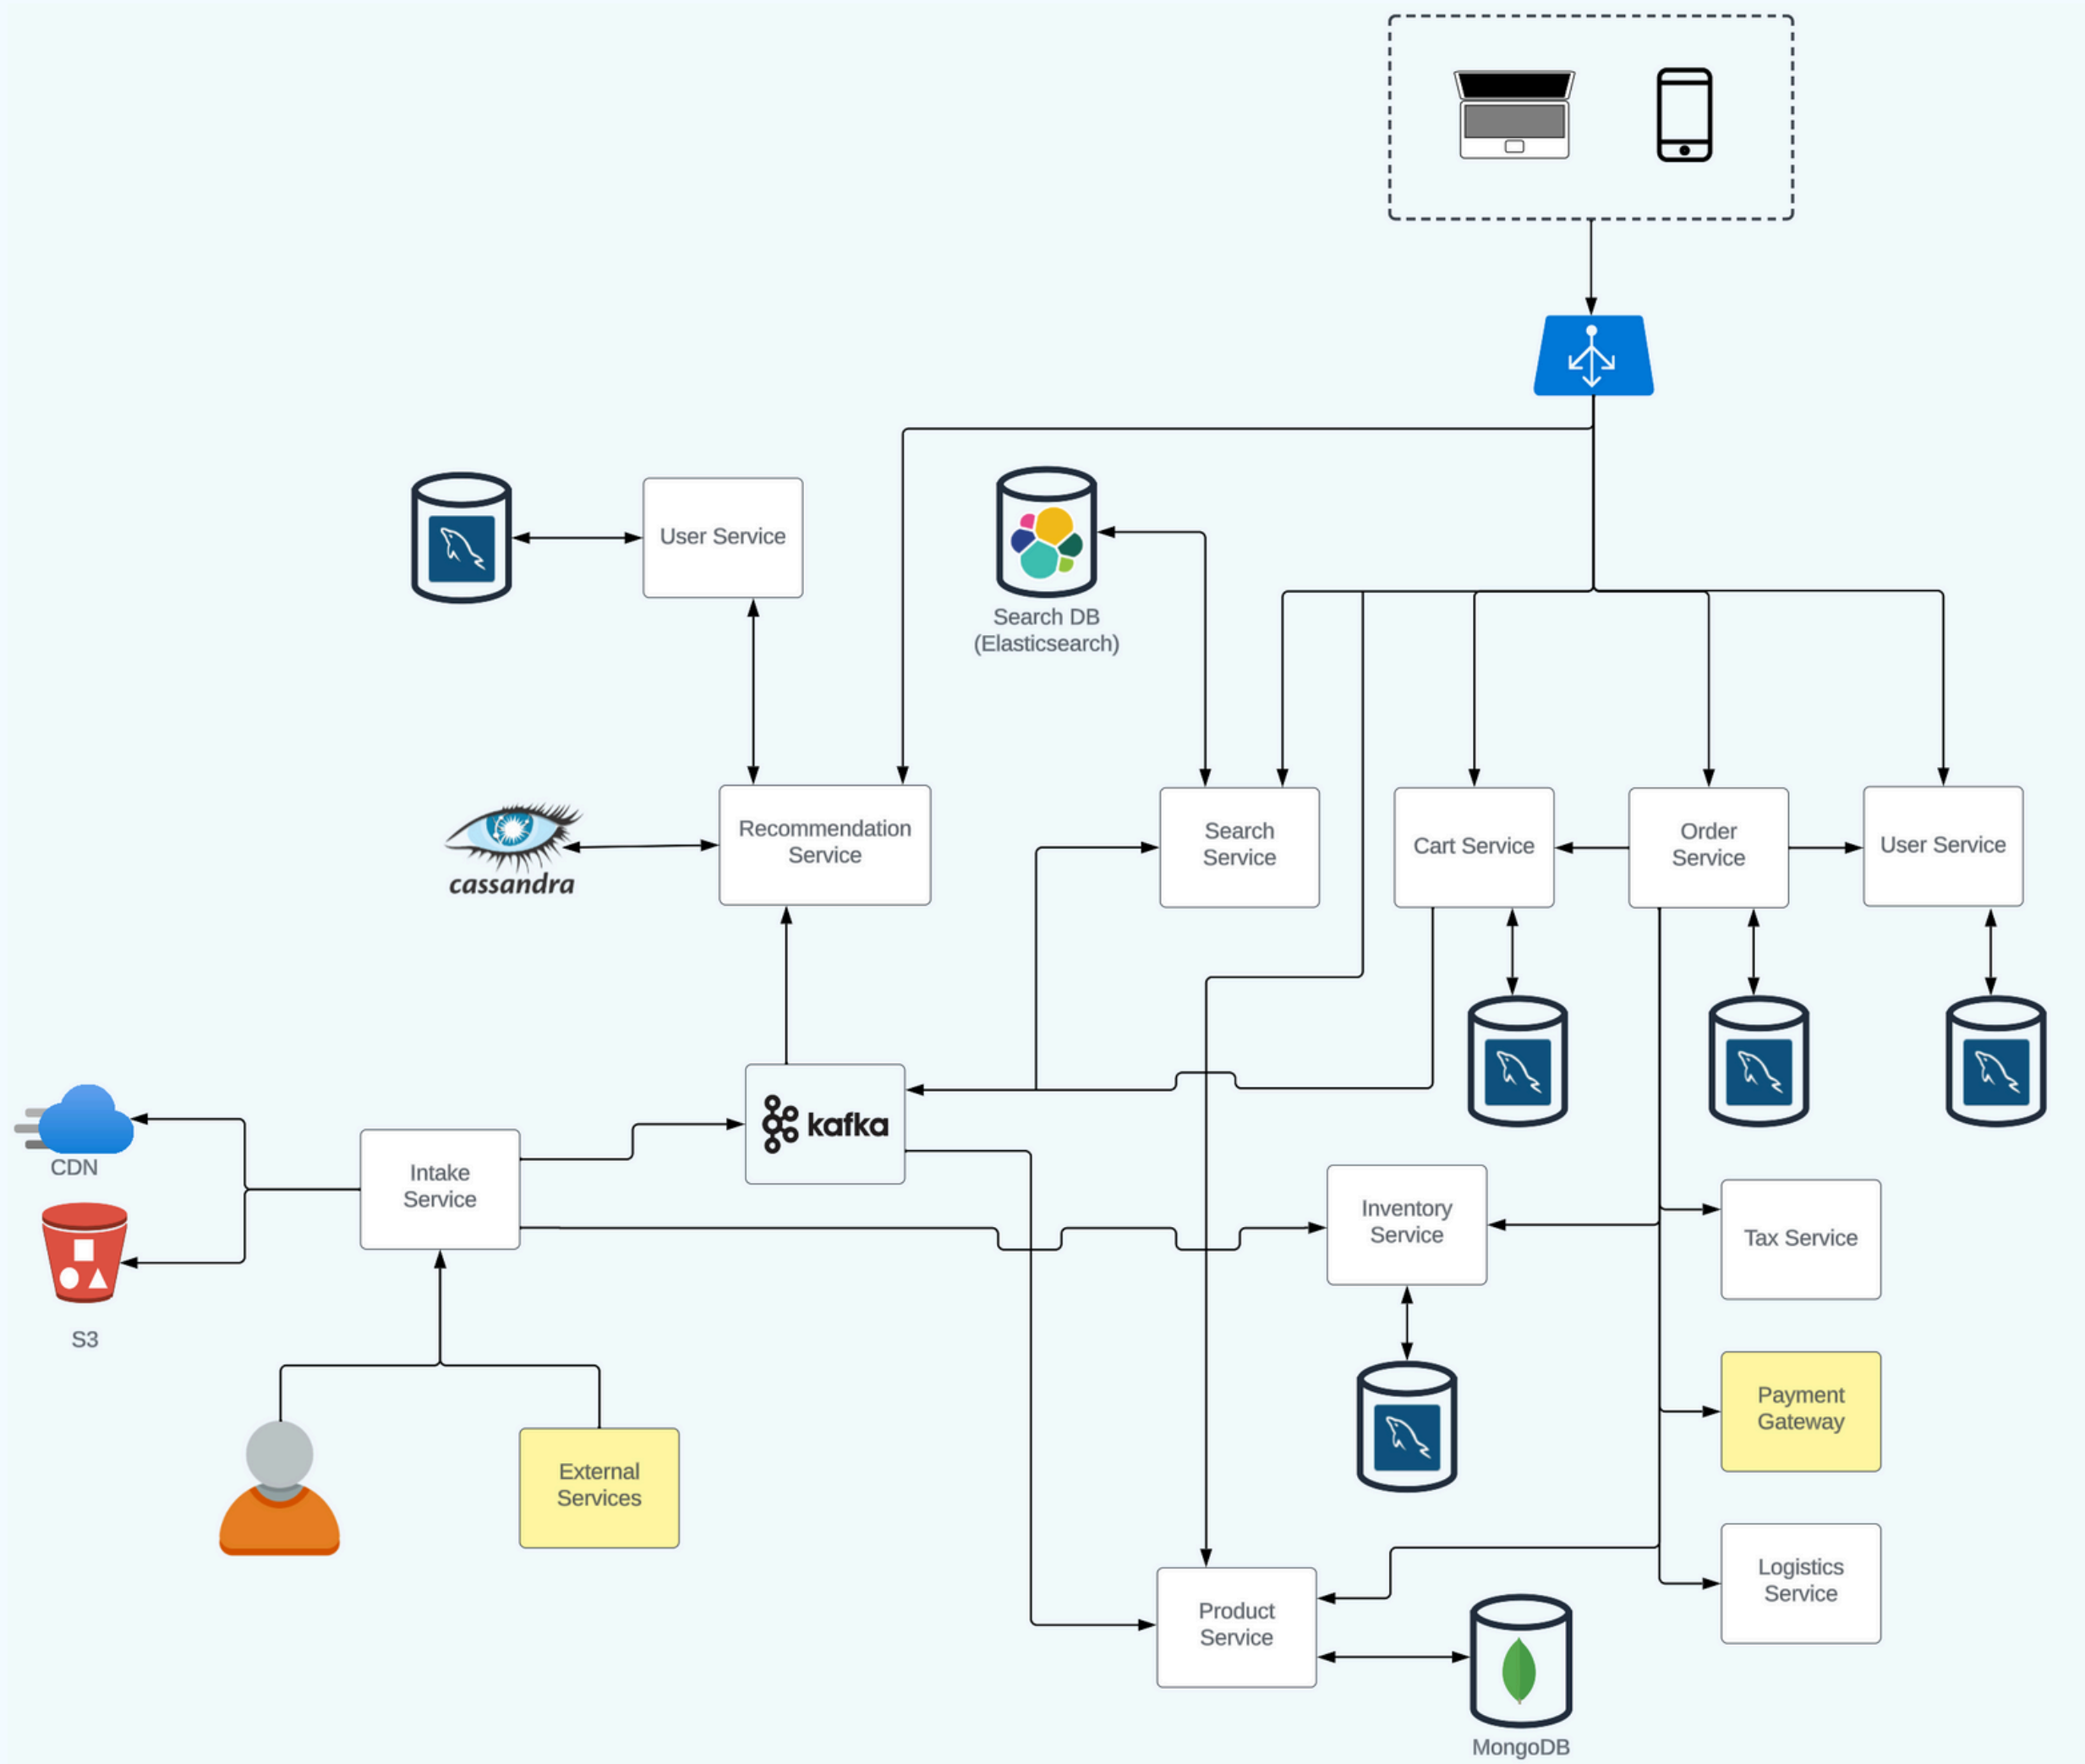 User Service
Search DB
(Elasticsearch)
Recommendation
Service
Search
Service
Cart Service
Order
Service
User Service
cassandra
kafka
CDN
Intake
Service
Inventory
Service
Tax Service
S3
Payment
Gateway
External
Services
Logistics
Service
Product
Service
MongoDB